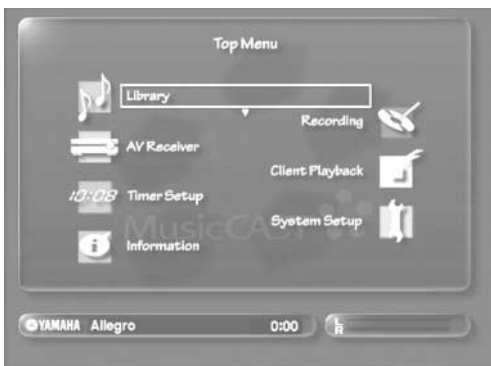 Top Menu
Library
Recording
AV Receiver
Client Playback
10:08 Timer Setup
System Setup
MusicCAST
Information
YAMAHA Allegro 0:00 L
R